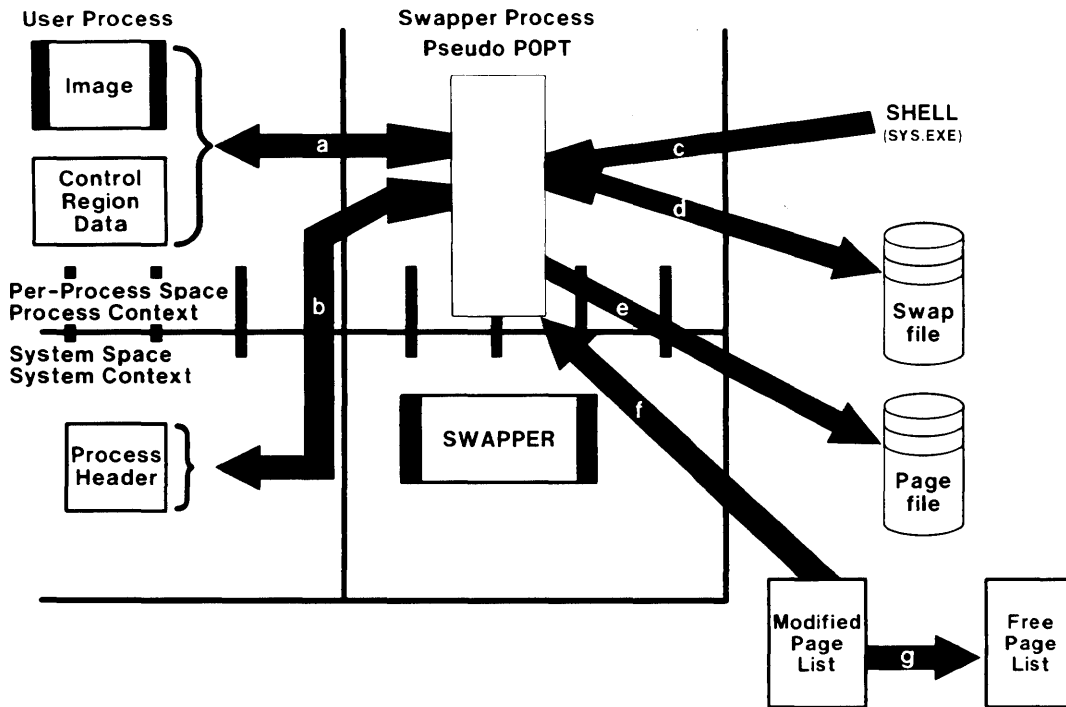 User Process
Swapper Process
Pseudo POPT
Image
SHELL
(SYS.EXE)
a
c
Control
Region
Data
d
Per-Process Space
Process Context
b
e
Swap
file
System Space
System Context
f
Process
Header
SWAPPER
Page
file
Modified
Page
List
g
Free
Page
List